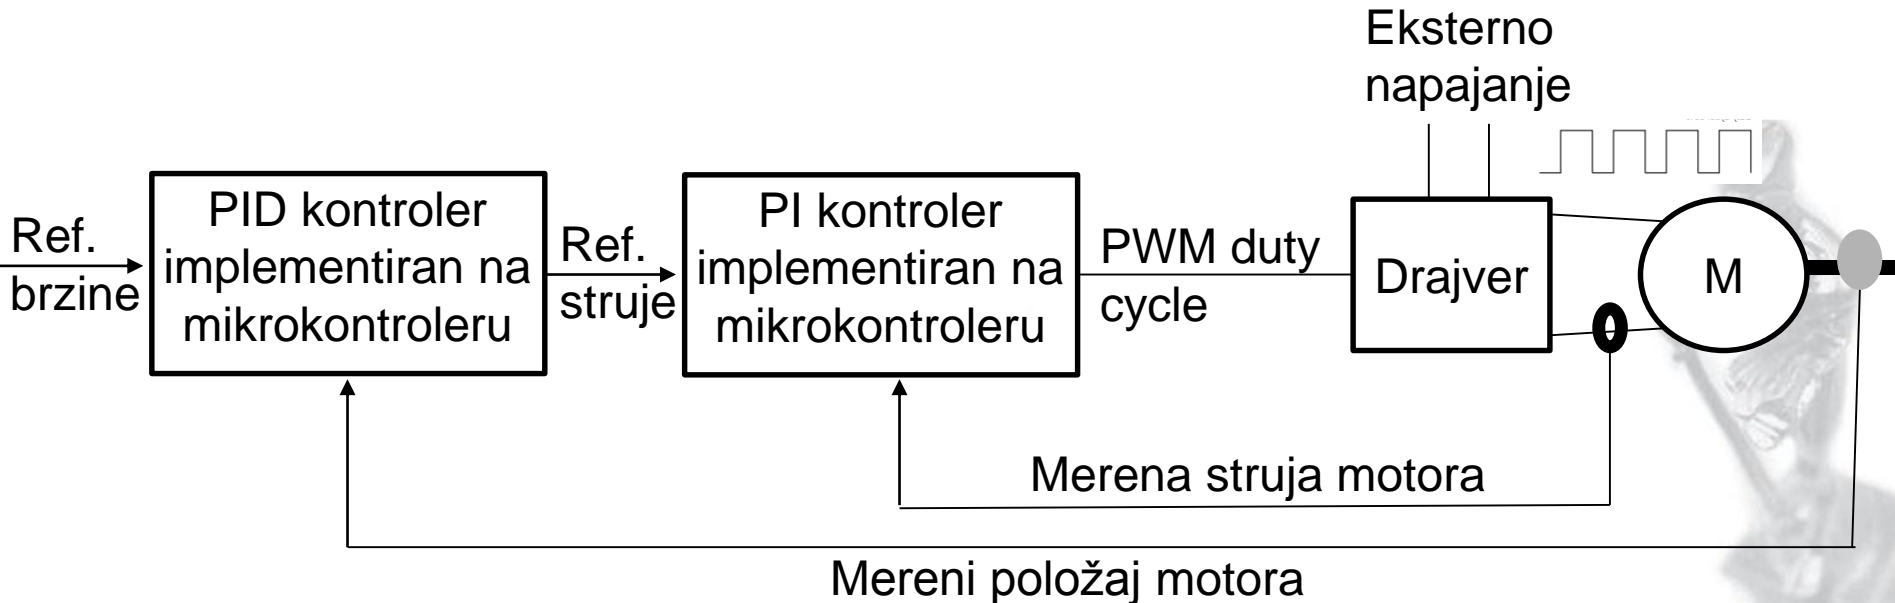 Eksterno
napajanje
Ref.
brzine
PID kontroler
implementiran na
mikrokontroleru
Ref.
struje
PI kontroler
implementiran na
mikrokontroleru
PWM duty
cycle
Drajver
M
Merena struja motora
Mereni položaj motora